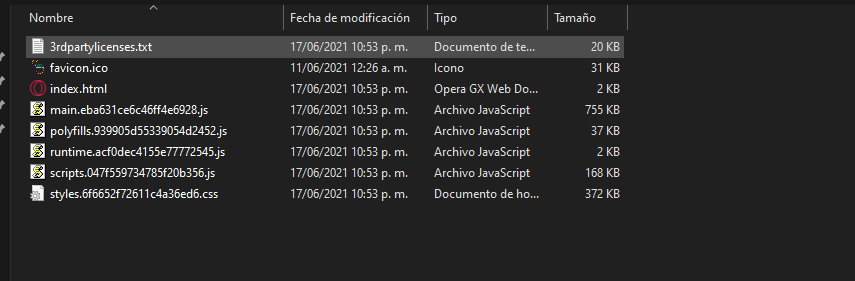 Nombre Fecha de modificación Tipo Tamaño
3rdpartylicenses.txt 17/06/2021 10:53 p. m. Documento de te... 20 KB
favicon.ico 11/06/2021 12:26 a. m. Icono 31 KB
index.html 17/06/2021 10:53 p. m. Opera GX Web Do... 2 KB
main.eba631ce6c46ff4e6928.js 17/06/2021 10:53 p. m. Archivo JavaScript 755 KB
polyfills.939905d55339054d2452.js 17/06/2021 10:53 p. m. Archivo JavaScript 37 KB
runtime.acf0dec4155e77772545.js 17/06/2021 10:53 p. m. Archivo JavaScript 2 KB
scripts.047f559734785f20b356.js 17/06/2021 10:53 p. m. Archivo JavaScript 168 KB
styles.6f6652f72611c4a36ed6.css 17/06/2021 10:53 p. m. Documento de ho... 372 KB